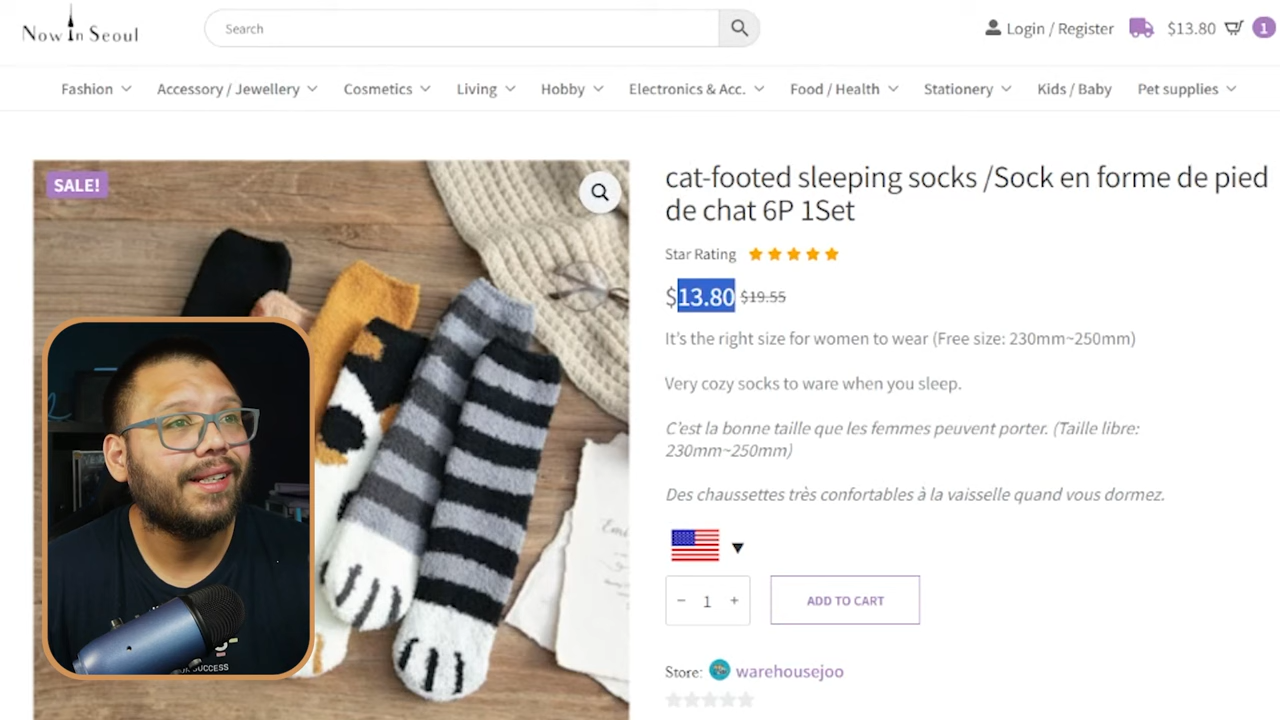 Now in Seoul
Search
Login / Register
$13.80
1
Fashion
Accessory / Jewellery
Cosmetics
Living
Hobby
Electronics & Acc.
Food / Health
Stationery
Kids / Baby
Pet supplies
SALE!
cat-footed sleeping socks /Sock en forme de pied
de chat 6P 1Set
Star Rating
$13.80 $19.55
It's the right size for women to wear (Free size: 230mm~250mm)
Very cozy socks to ware when you sleep.
C'est la bonne taille que les femmes peuvent porter. (Taille libre:
230mm~250mm)
Des chaussettes très confortables à la vaisselle quand vous dormez.
− 1 +
ADD TO CART
Store: warehousejoo
SUCCESS